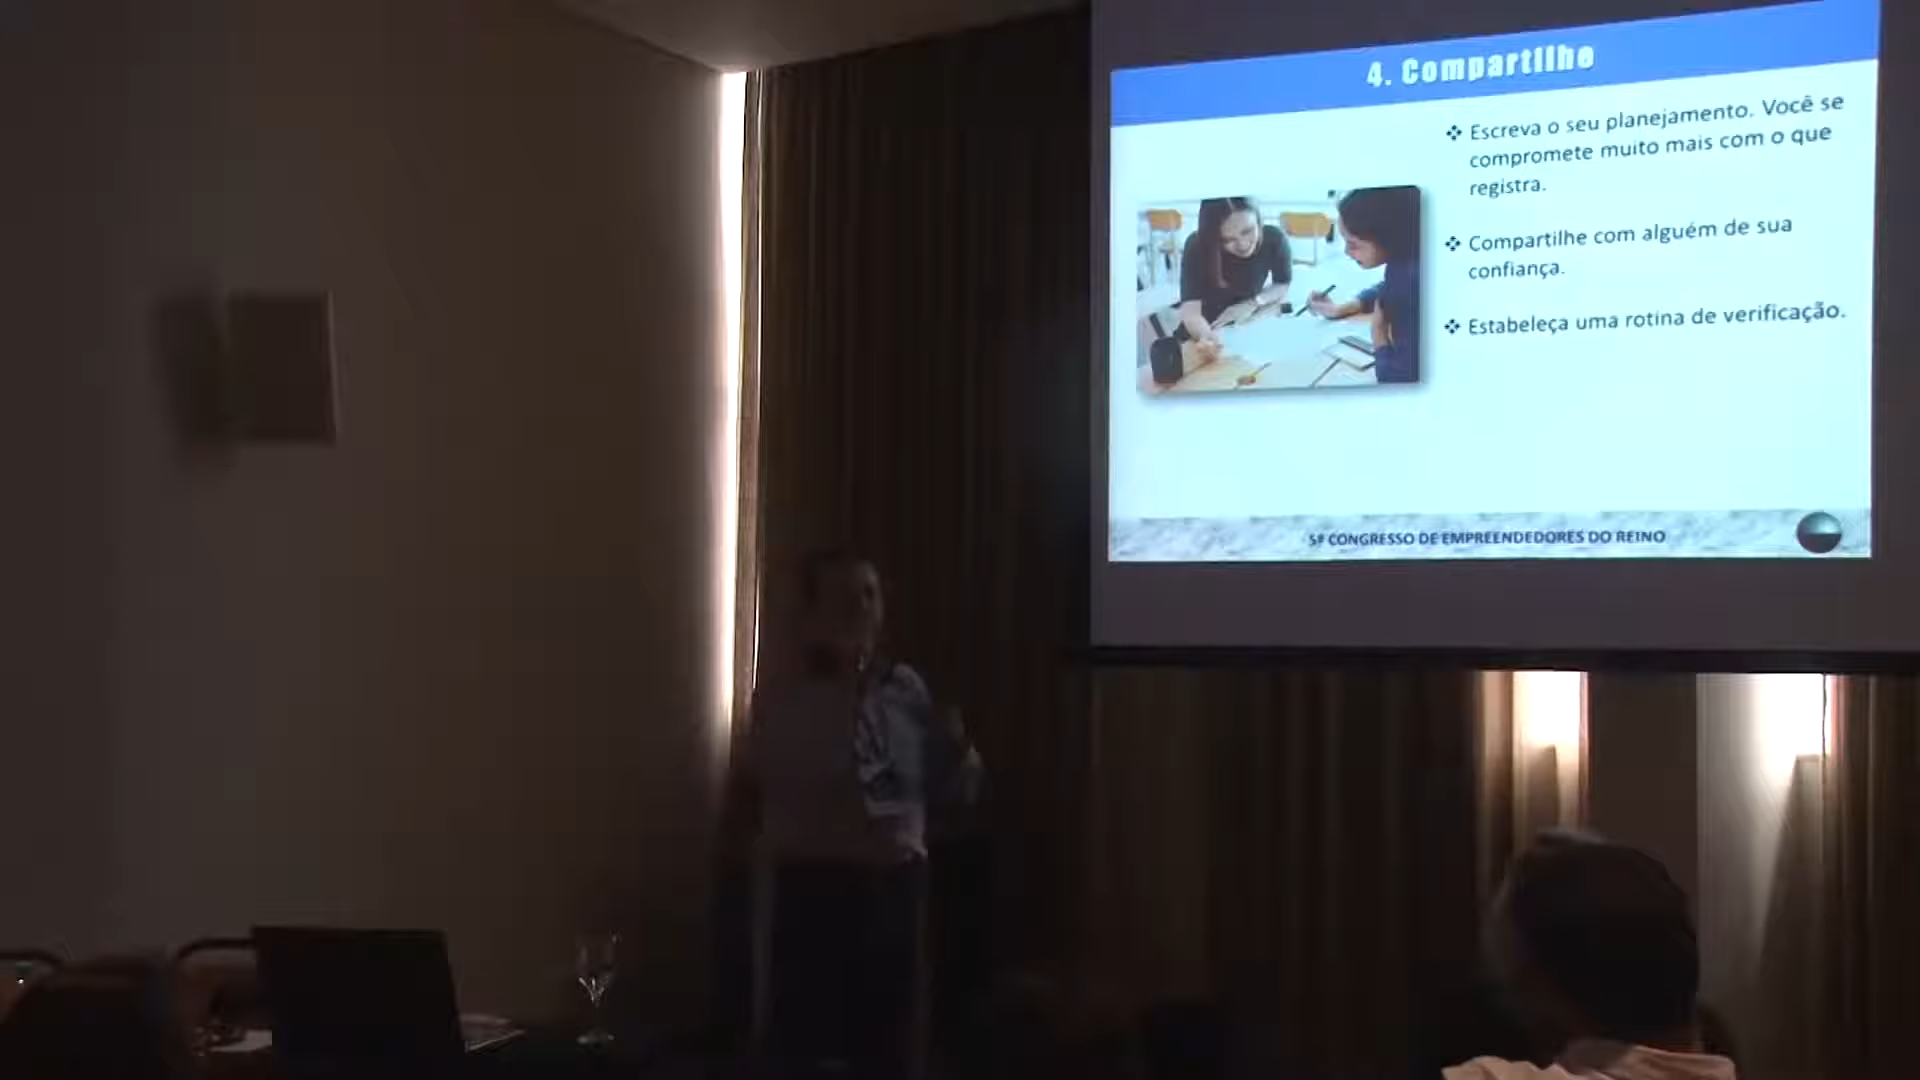 4. Compartilhe
❖ Escreva o seu planejamento. Você se
compromete muito mais com o que
registra.
❖ Compartilhe com alguém de sua
confiança.
❖ Estabeleça uma rotina de verificação.
5º CONGRESSO DE EMPREENDEDORES DO REINO